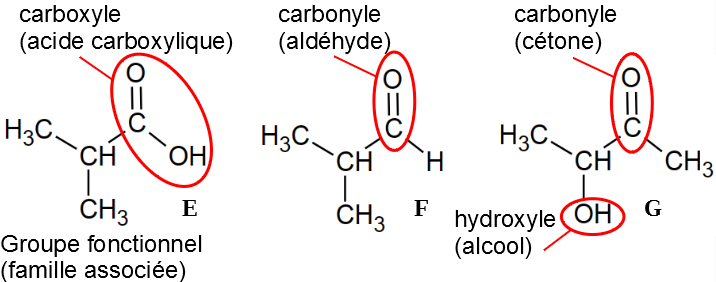 carboxyle
(acide carboxylique)
O
H₃C
C
CH
OH
CH₃
E
Groupe fonctionnel
(famille associée)
carbonyle
(aldéhyde)
O
H₃C
C
CH
H
CH₃
F
carbonyle
(cétone)
O
H₃C
C
CH
CH₃
OH
G
hydroxyle
(alcool)